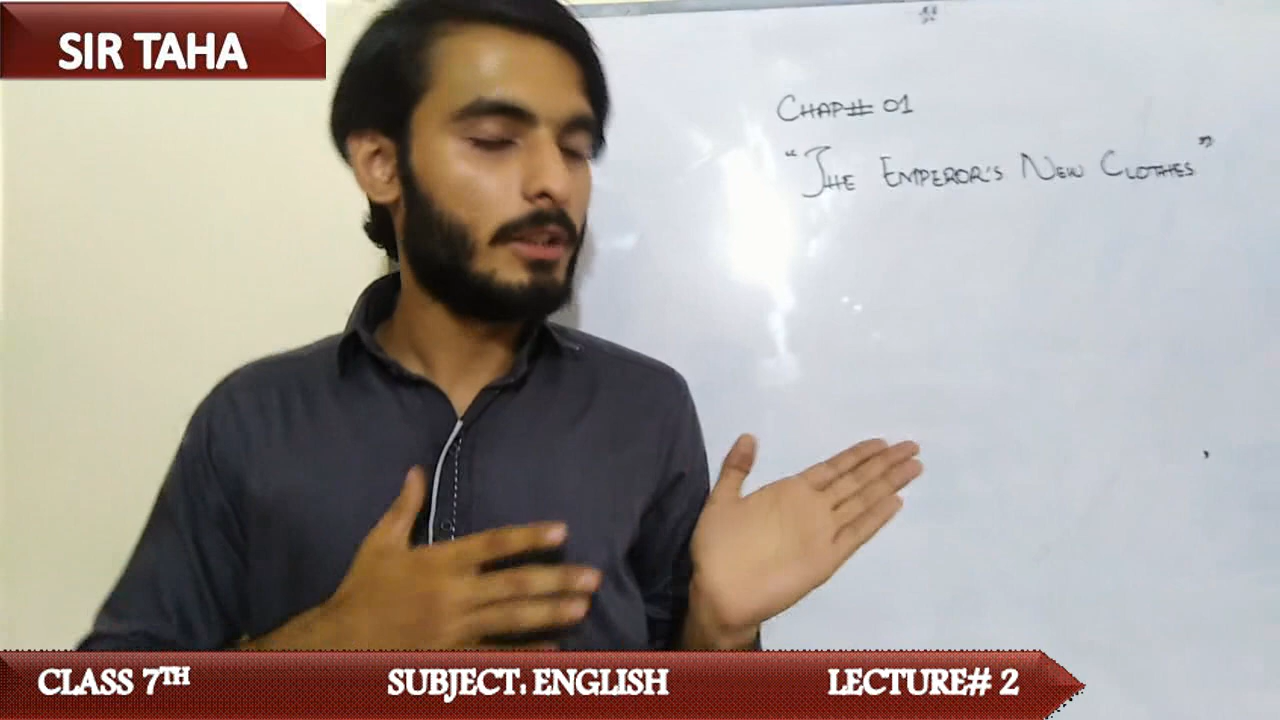 SIR TAHA
CHAP# 01
"THE EMPEROR'S NEW CLOTHES"
CLASS 7TH SUBJECT: ENGLISH LECTURE# 2